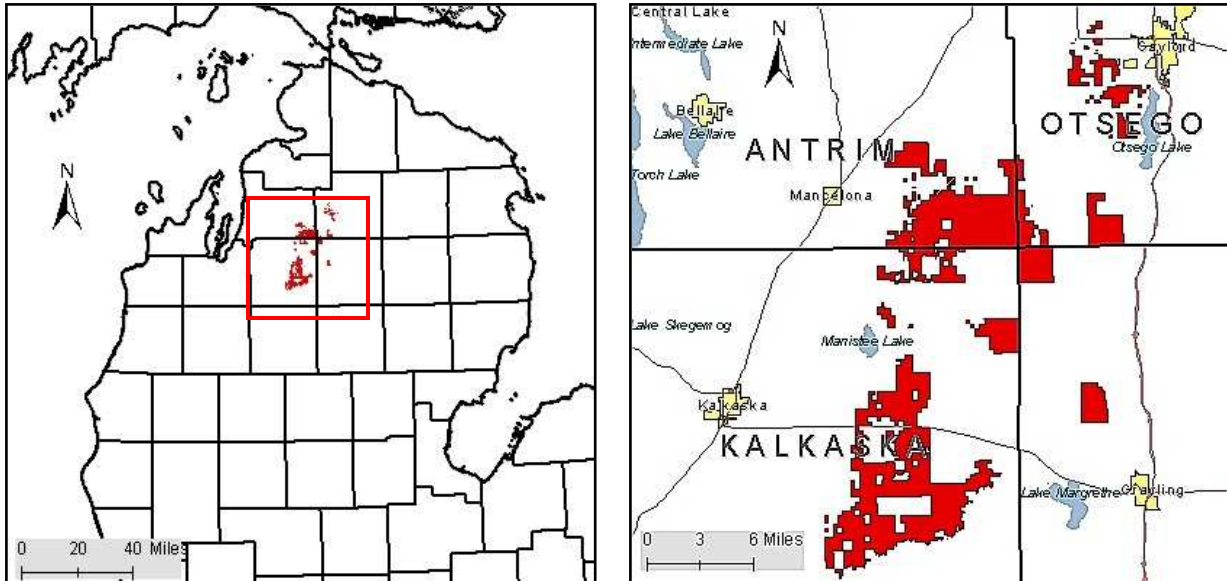 N
0 20 40 Miles
Central Lake
Intermediate Lake
N
Gaylord
Bellaire
Lake Bellaire
ANTRIM
OTSEGO
Otsego Lake
Torch Lake
Mancelona
Lake Skegemog
Manistee Lake
Kalkaska
KALKASKA
Lake Margrethe
Grayling
0 3 6 Miles